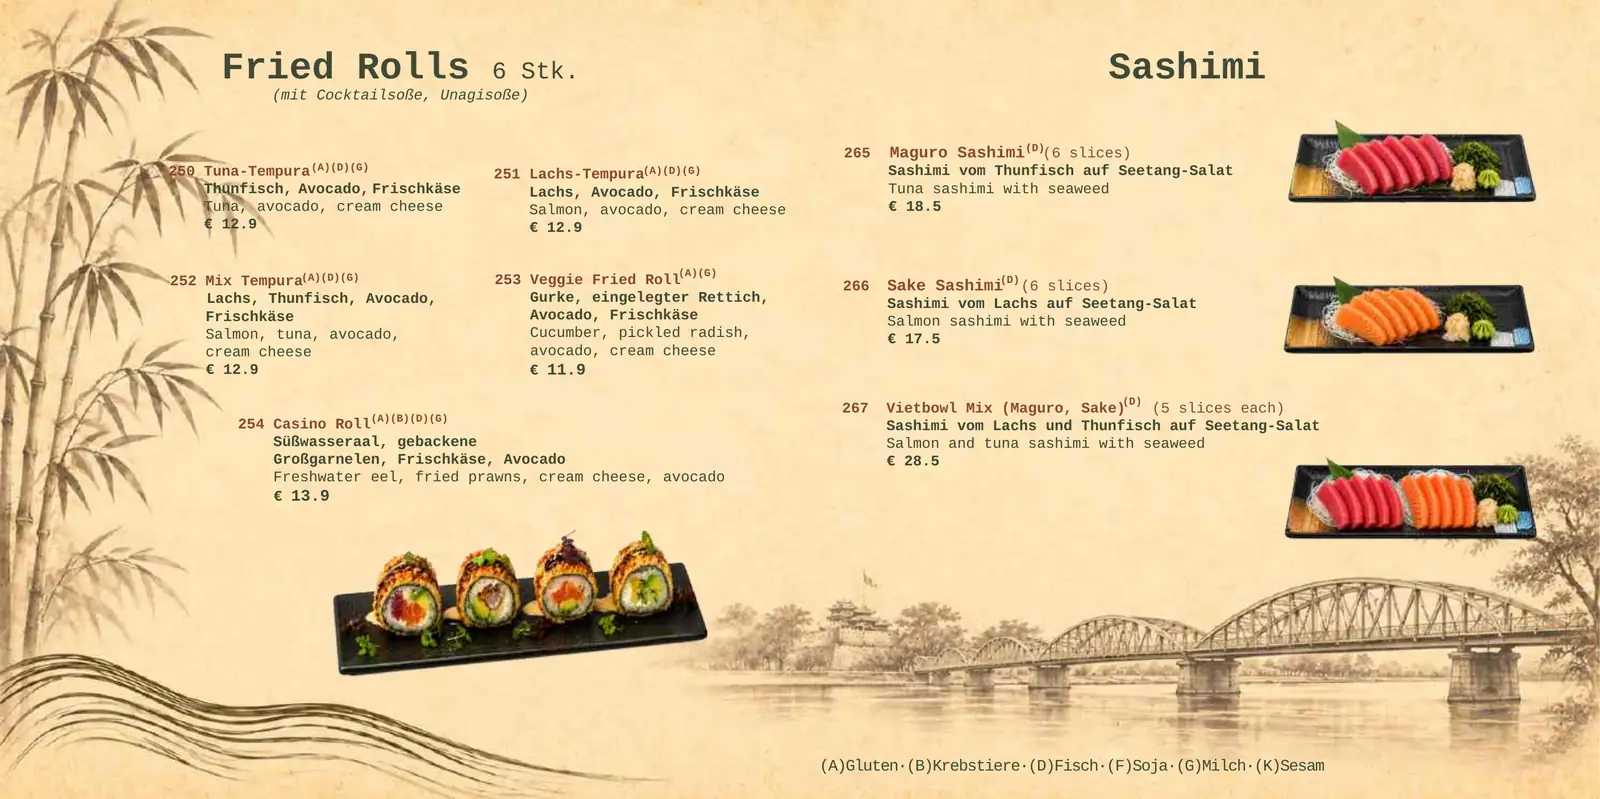 Fried Rolls 6 Stk.
(mit Cocktailsoße, Unagisoße)
250 Tuna-Tempura(A)(D)(G)
Thunfisch, Avocado, Frischkäse
Tuna, avocado, cream cheese
€ 12.9
251 Lachs-Tempura(A)(D)(G)
Lachs, Avocado, Frischkäse
Salmon, avocado, cream cheese
€ 12.9
252 Mix Tempura(A)(D)(G)
Lachs, Thunfisch, Avocado,
Frischkäse
Salmon, tuna, avocado,
cream cheese
€ 12.9
253 Veggie Fried Roll(A)(G)
Gurke, eingelegter Rettich,
Avocado, Frischkäse
Cucumber, pickled radish,
avocado, cream cheese
€ 11.9
254 Casino Roll(A)(B)(D)(G)
Süßwasseraal, gebackene
Großgarnelen, Frischkäse, Avocado
Freshwater eel, fried prawns, cream cheese, avocado
€ 13.9
Sashimi
265 Maguro Sashimi(D)(6 slices)
Sashimi vom Thunfisch auf Seetang-Salat
Tuna sashimi with seaweed
€ 18.5
266 Sake Sashimi(D)(6 slices)
Sashimi vom Lachs auf Seetang-Salat
Salmon sashimi with seaweed
€ 17.5
267 Vietbowl Mix (Maguro, Sake)(D) (5 slices each)
Sashimi vom Lachs und Thunfisch auf Seetang-Salat
Salmon and tuna sashimi with seaweed
€ 28.5
(A)Gluten·(B)Krebstiere·(D)Fisch·(F)Soja·(G)Milch·(K)Sesam